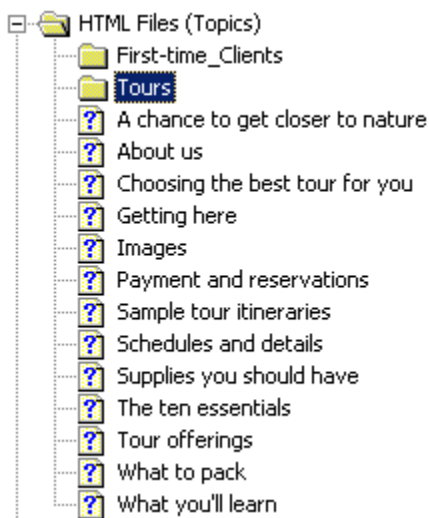 HTML Files (Topics)
First-time_Clients
Tours
A chance to get closer to nature
About us
Choosing the best tour for you
Getting here
Images
Payment and reservations
Sample tour itineraries
Schedules and details
Supplies you should have
The ten essentials
Tour offerings
What to pack
What you'll learn